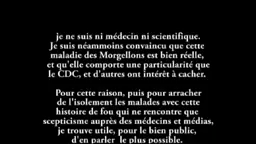 je ne suis ni médecin ni scientifique.
Je suis néammoins convaincu que cette
maladie des Morgellons est bien réelle,
et qu'elle comporte une particularité que
le CDC, et d'autres ont intérêt à cacher.
Pour cette raison, puis pour arracher
de l'isolement les malades avec cette
histoire de fou qui ne rencontre que
scepticisme auprès des médecins et médias,
je trouve utile, pour le bien public,
d'en parler le plus possible.